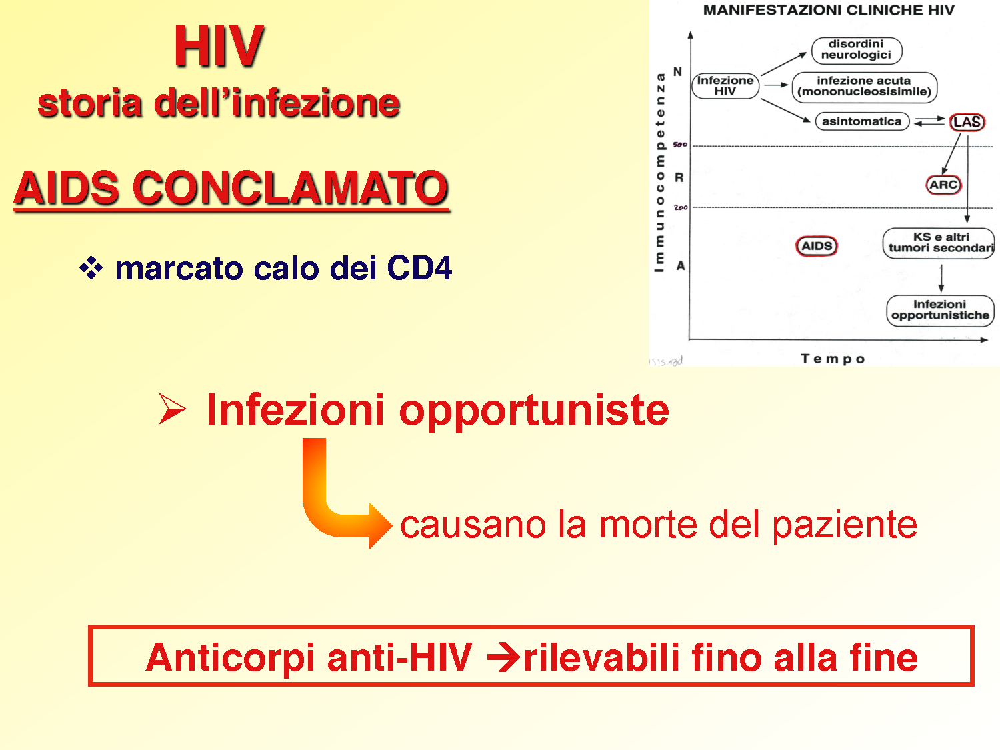 HIV
storia dell’infezione
AIDS CONCLAMATO
❖ marcato calo dei CD4
MANIFESTAZIONI CLINICHE HIV
Immunocompetenza
N
500
R
200
A
Infezione
HIV
disordini
neurologici
infezione acuta
(mononucleosisimile)
asintomatica
LAS
ARC
AIDS
KS e altri
tumori secondari
Infezioni
opportunistiche
Tempo
➢ Infezioni opportuniste
causano la morte del paziente
Anticorpi anti-HIV →rilevabili fino alla fine